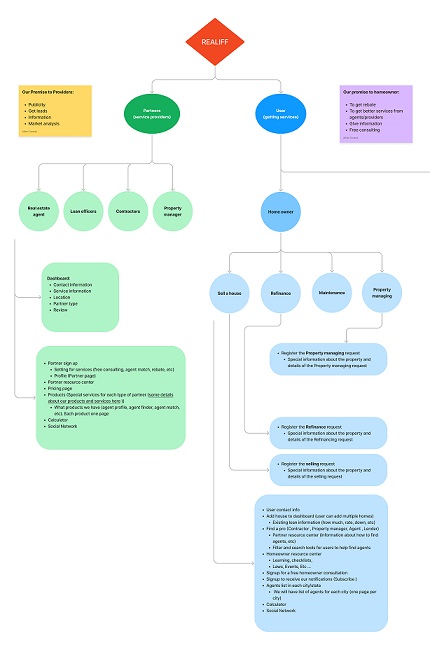 REALIFF
Our Promise to Providers:
Publicity
Get leads
Information
Market analysis
Partners
(service providers)
User
(getting services)
Our promise to homeowner:
To get rebate
To get better services from
agents/providers
Give information
Free consulting
Real estate
agent
Loan officers
Contractors
Property
manager
Home owner
Dashboard:
Contact Information
Service information
Location
Partner type
Review
Sell a house
Refinance
Maintenance
Property
managing
Partner sign up
Setting for services (free consulting, agent match, rebate, etc)
Profile (Partner page)
Partner resource center
Pricing page
Products (Special services for each type of partner (some details
about our products and services here ))
What products we have (agent profile, agent finder, agent match,
etc), Each product one page
Calculator
Social Network
Register the Property managing request
Special information about the property and
details of the Property managing request
Register the Refinance request
Special information about the property and
details of the Refinancing request
Register the selling request
Special information about the property and
details of the selling request
User contact info
Add house to dashboard (user can add multiple homes)
Existing loan information (how much, rate, down, etc)
Find a pro (Contractor , Property manager, Agent , Lender)
Partner resource center (Information about how to find
agents, etc)
Filter and search tools for users to help find agents
Homeowner resource center
Learning, checklists,
Laws, Events, Etc ...
Signup for a free homeowner consultation
Signup to receive our notifications (Subscribe )
Agents list in each city/state
We will have list of agents for each city (one page per
city)
Calculator
Social Network